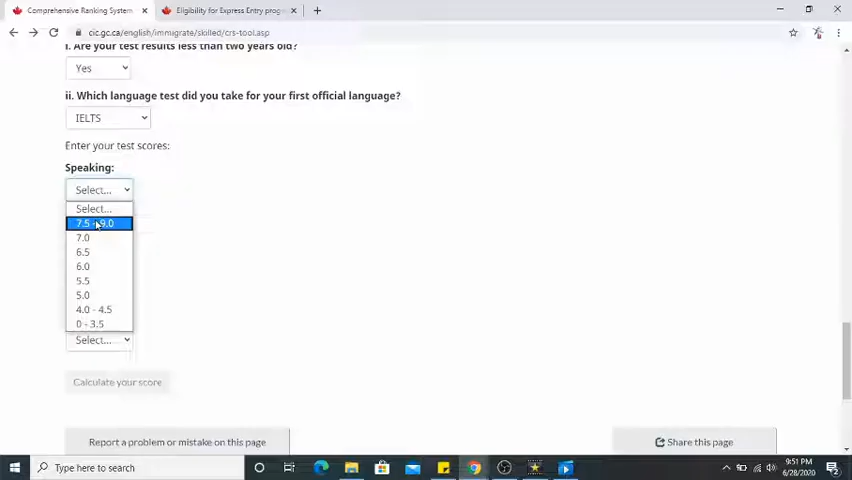 Comprehensive Ranking System
Eligibility for Express Entry prog
cic.gc.ca/english/immigrate/skilled/crs-tool.asp
i. Are your test results less than two years old?
Yes
ii. Which language test did you take for your first official language?
IELTS
Enter your test scores:
Speaking:
Select...
Select...
7.5 - 9.0
7.0
6.5
6.0
5.5
5.0
4.0 - 4.5
0 - 3.5
Select...
Calculate your score
Report a problem or mistake on this page
Share this page
Type here to search
9:51 PM
6/28/2020
2